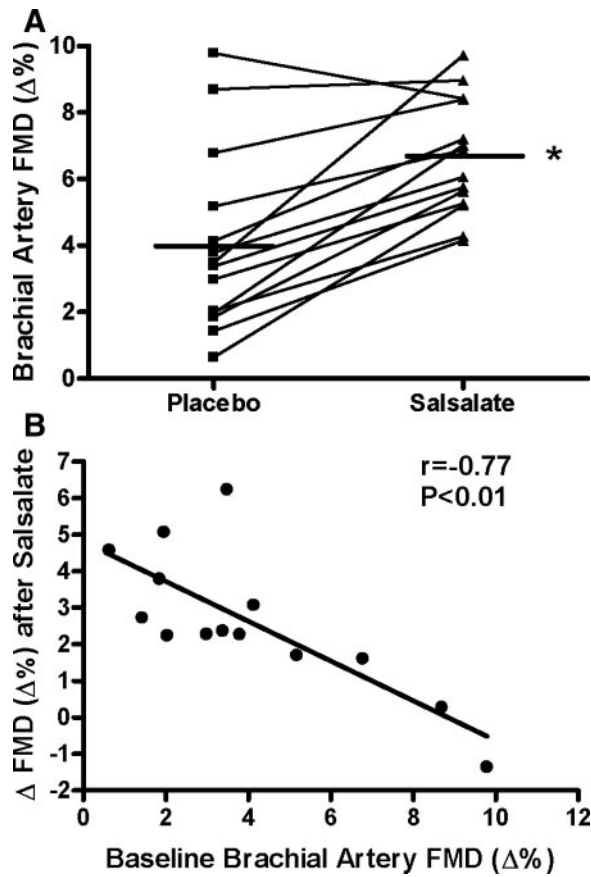 A
Brachial Artery FMD (Δ%)
10
8
6
4
2
0
*
Placebo
Salsalate
B
Δ FMD (Δ%) after Salsalate
7
6
5
4
3
2
1
0
-1
-2
r=-0.77
P<0.01
0 2 4 6 8 10 12
Baseline Brachial Artery FMD (Δ%)